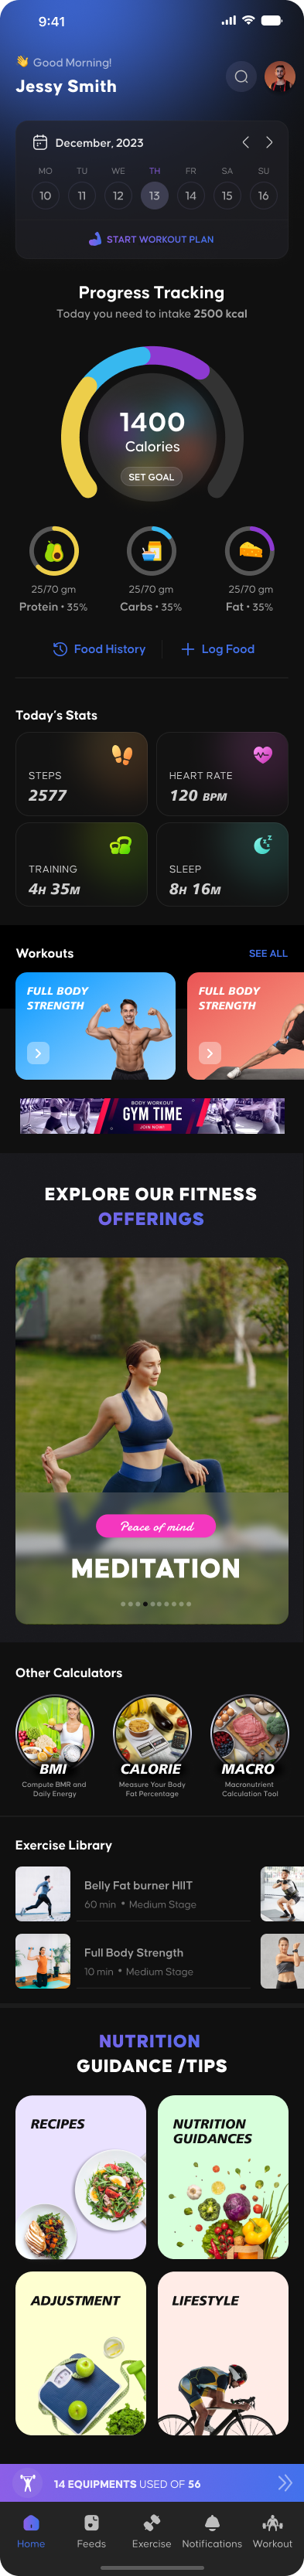 9:41
👋 Good Morning!
Jessy Smith
December, 2023
MO TU WE TH FR SA SU
10 11 12 13 14 15 16
START WORKOUT PLAN
Progress Tracking
Today you need to intake 2500 kcal
1400
Calories
SET GOAL
25/70 gm 25/70 gm 25/70 gm
Protein • 35% Carbs • 35% Fat • 35%
Food History Log Food
Today's Stats
STEPS HEART RATE
2577 120 BPM
TRAINING SLEEP
4H 35M 8H 16M
Workouts SEE ALL
FULL BODY FULL BODY
STRENGTH STRENGTH
BODY WORKOUT
GYM TIME
JOIN NOW!
EXPLORE OUR FITNESS
OFFERINGS
Peace of mind
MEDITATION
Other Calculators
BMI CALORIE MACRO
Compute BMR and Measure Your Body Macronutrient
Daily Energy Fat Percentage Calculation Tool
Exercise Library
Belly Fat burner HIIT
60 min • Medium Stage
Full Body Strength
10 min • Medium Stage
NUTRITION
GUIDANCE /TIPS
RECIPES NUTRITION
GUIDANCES
ADJUSTMENT LIFESTYLE
14 EQUIPMENTS USED OF 56
Home Feeds Exercise Notifications Workout